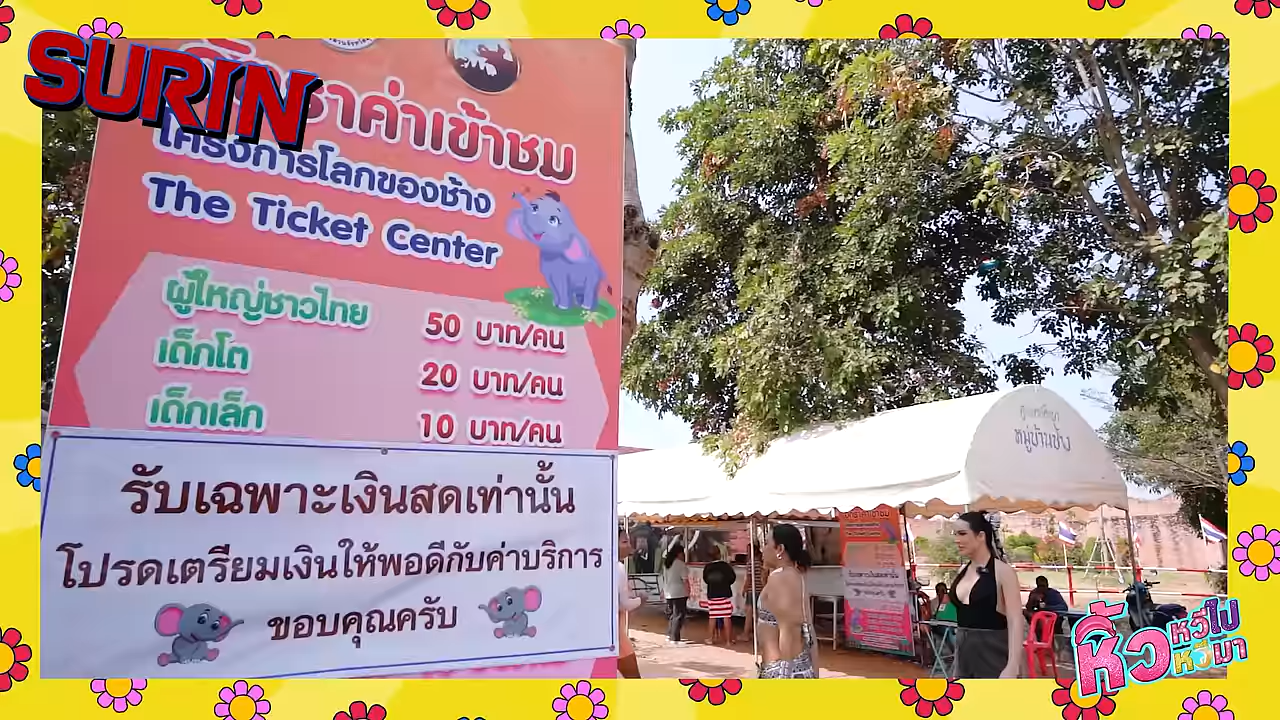 SURIN
ราคาค่าเข้าชม
โครงการโลกของช้าง
The Ticket Center
ผู้ใหญ่ชาวไทย 50 บาท/คน
เด็กโต 20 บาท/คน
เด็กเล็ก 10 บาท/คน
รับเฉพาะเงินสดเท่านั้น
โปรดเตรียมเงินให้พอดีกับค่าบริการ
ขอบคุณครับ
หมู่บ้านช้าง
หิ้ว
หวีไป
หวีมา